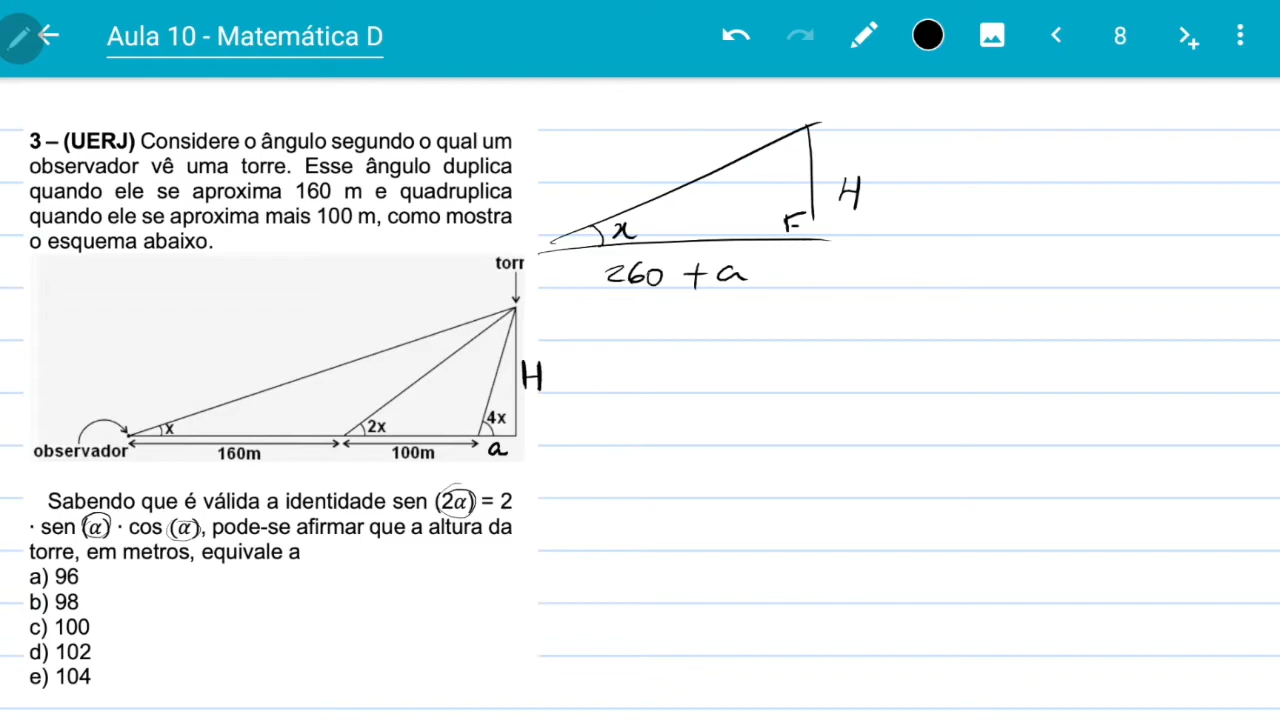 Aula 10 - Matemática D
8
3 – (UERJ) Considere o ângulo segundo o qual um
observador vê uma torre. Esse ângulo duplica
quando ele se aproxima 160 m e quadruplica
quando ele se aproxima mais 100 m, como mostra
o esquema abaixo.
torr
H
x
2x
4x
observador
160m
100m
a
Sabendo que é válida a identidade sen (2α) = 2
· sen (α) · cos (α), pode-se afirmar que a altura da
torre, em metros, equivale a
a) 96
b) 98
c) 100
d) 102
e) 104
H
x
260 + a